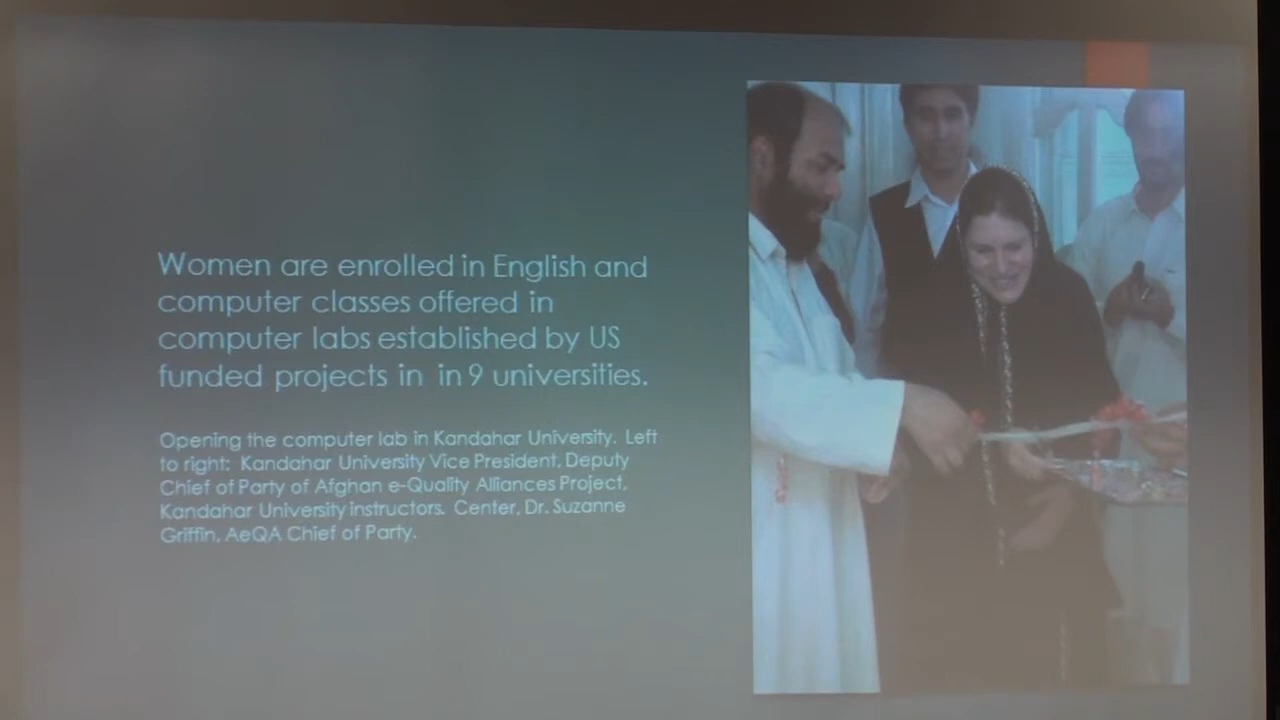 Women are enrolled in English and
computer classes offered in
computer labs established by US
funded projects in in 9 universities.
Opening the computer lab in Kandahar University. Left
to right: Kandahar University Vice President, Deputy
Chief of Party of Afghan e-Quality Alliances Project,
Kandahar University instructors. Center, Dr. Suzanne
Griffin, AeQA Chief of Party.